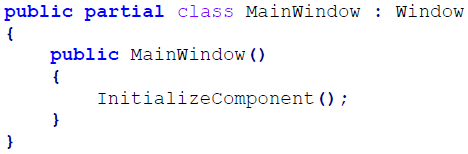 public partial class MainWindow : Window
{
    public MainWindow()
    {
        InitializeComponent();
    }
}